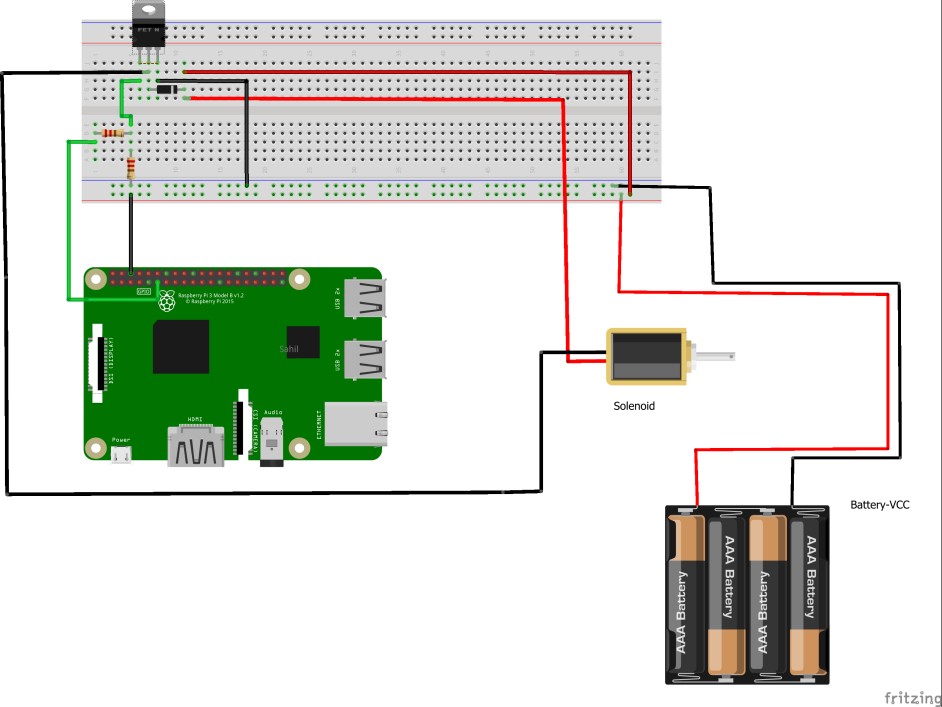 FET N
GPIO
Raspberry Pi 3 Model B v1.2
© Raspberry Pi 2015
USB 2x
DSI (DISPLAY)
Sahil
USB 2x
Solenoid
HDMI
CSI (CAMERA)
Audio
ETHERNET
Power
Battery-VCC
AAA Battery
AAA Battery
AAA Battery
AAA Battery
fritzing